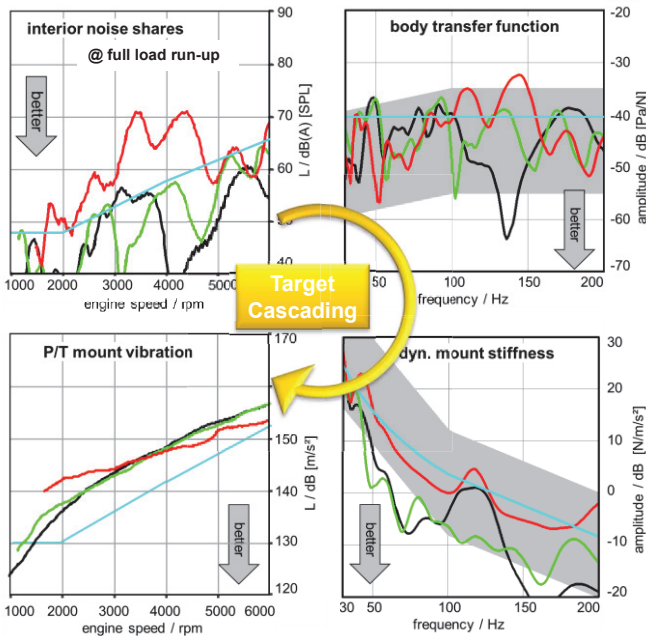 interior noise shares
@ full load run-up
better
90
80
70
60
50
40
L / dB(A) [SPL]
1000 2000 3000 4000 5000
engine speed / rpm
body transfer function
better
-20
-30
-40
-50
-60
-70
amplitude / dB [Pa/N]
50 100 150 200
frequency / Hz
Target
Cascading
P/T mount vibration
better
170
150
140
130
120
L / dB [m/s²]
1000 2000 3000 4000 5000 6000
engine speed / rpm
dyn. mount stiffness
better
30
20
10
0
-10
-20
amplitude / dB [N/m/s²]
30 50 100 150 200
frequency / Hz